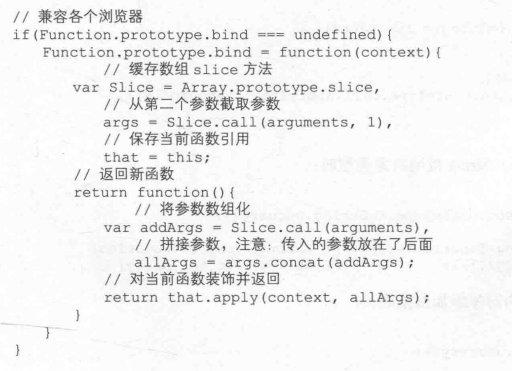 // 兼容各个浏览器
if(Function.prototype.bind === undefined){
    Function.prototype.bind = function(context){
            // 缓存数组 slice 方法
        var Slice = Array.prototype.slice,
            // 从第二个参数截取参数
            args = Slice.call(arguments, 1),
            // 保存当前函数引用
            that = this;
        // 返回新函数
        return function(){
                // 将参数数组化
            var addArgs = Slice.call(arguments),
                // 拼接参数，注意：传入的参数放在了后面
                allArgs = args.concat(addArgs);
            // 对当前函数装饰并返回
            return that.apply(context, allArgs);
        }
    }
}